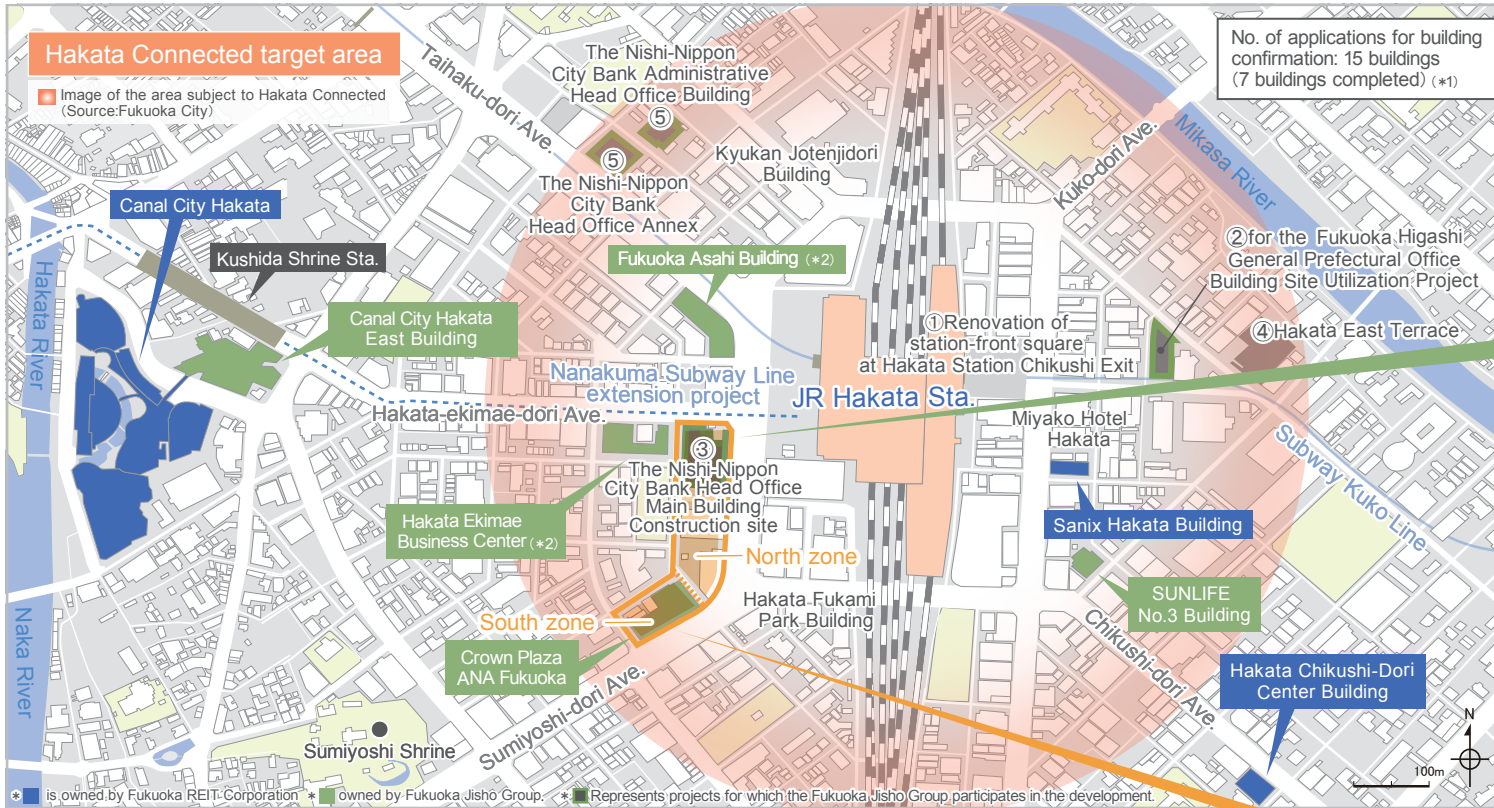 Hakata Connected target area
Image of the area subject to Hakata Connected
(Source:Fukuoka City)
No. of applications for building
confirmation: 15 buildings
(7 buildings completed) (*1)
Taihaku-dori Ave.
The Nishi-Nippon
City Bank Administrative
Head Office Building
⑤
⑤
The Nishi-Nippon
City Bank
Head Office Annex
Kyukan Jotenjidori
Building
Kuko-dori Ave.
Mikasa River
Canal City Hakata
Kushida Shrine Sta.
Hakata River
Canal City Hakata
East Building
Fukuoka Asahi Building (*2)
②for the Fukuoka Higashi
General Prefectural Office
Building Site Utilization Project
①Renovation of
station-front square
at Hakata Station Chikushi Exit
④Hakata East Terrace
Nanakuma Subway Line
extension project
JR Hakata Sta.
Hakata-ekimae-dori Ave.
Miyako Hotel
Hakata
Subway Kuko Line
③
The Nishi-Nippon
City Bank Head Office
Main Building
Construction site
Hakata Ekimae
Business Center (*2)
Sanix Hakata Building
North zone
SUNLIFE
No.3 Building
Hakata Fukami
Park Building
South zone
Naka River
Crown Plaza
ANA Fukuoka
Chikushi-dori Ave.
Hakata Chikushi-Dori
Center Building
Sumiyoshi-dori Ave.
Sumiyoshi Shrine
N
100m
* is owned by Fukuoka REIT Corporation * owned by Fukuoka Jisho Group. * Represents projects for which the Fukuoka Jisho Group participates in the development.